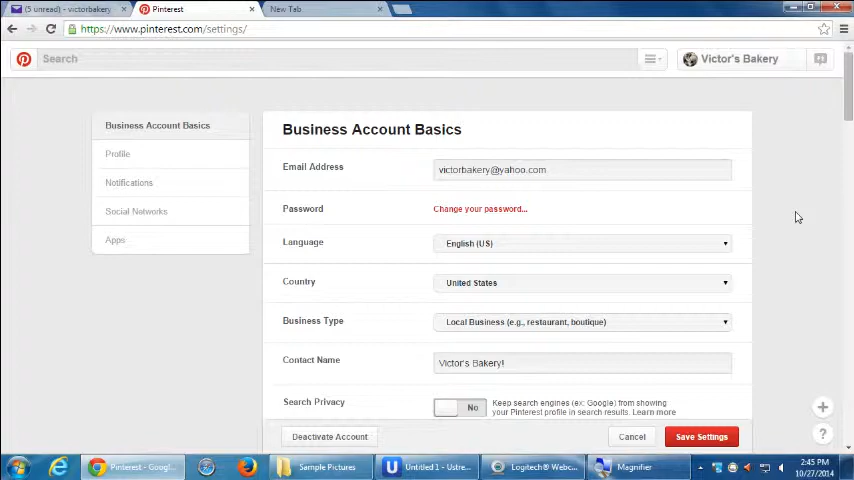 (5 unread) - victorbakery
Pinterest
New Tab
https://www.pinterest.com/settings/
Search
Victor's Bakery
Business Account Basics
Profile
Notifications
Social Networks
Apps
Business Account Basics
Email Address
victorbakery@yahoo.com
Password
Change your password...
Language
English (US)
Country
United States
Business Type
Local Business (e.g., restaurant, boutique)
Contact Name
Victor's Bakery!
Search Privacy
No
Keep search engines (ex: Google) from showing
your Pinterest profile in search results. Learn more
Deactivate Account
Cancel
Save Settings
+
?
Pinterest - Googl...
Sample Pictures
Untitled 1 - Ustre...
Logitech® Webc...
Magnifier
2:45 PM
10/27/2014